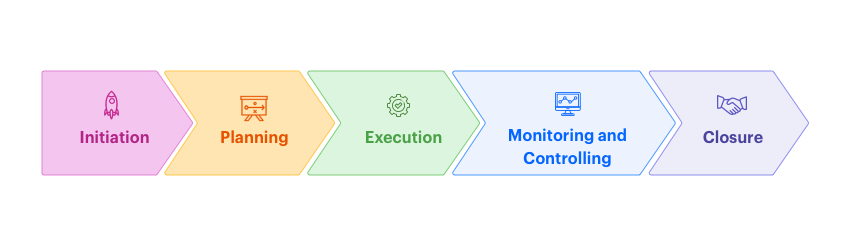 Initiation
Planning
Execution
Monitoring and
Controlling
Closure